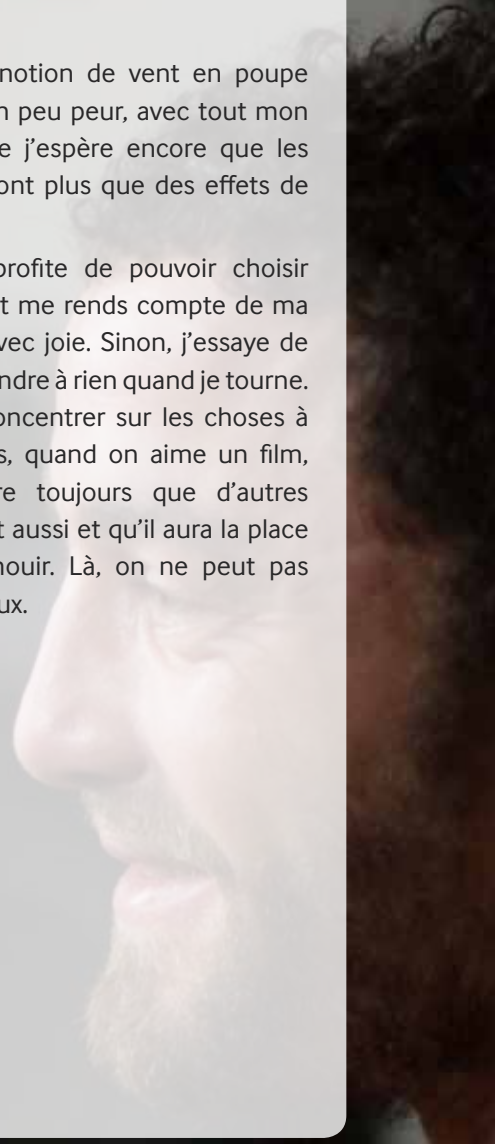 notion de vent en poupe
n peu peur, avec tout mon
e j’espère encore que les
ont plus que des effets de
profite de pouvoir choisir
t me rends compte de ma
vec joie. Sinon, j’essaye de
ndre à rien quand je tourne.
oncentrer sur les choses à
s, quand on aime un film,
re toujours que d’autres
t aussi et qu’il aura la place
nouir. Là, on ne peut pas
ux.